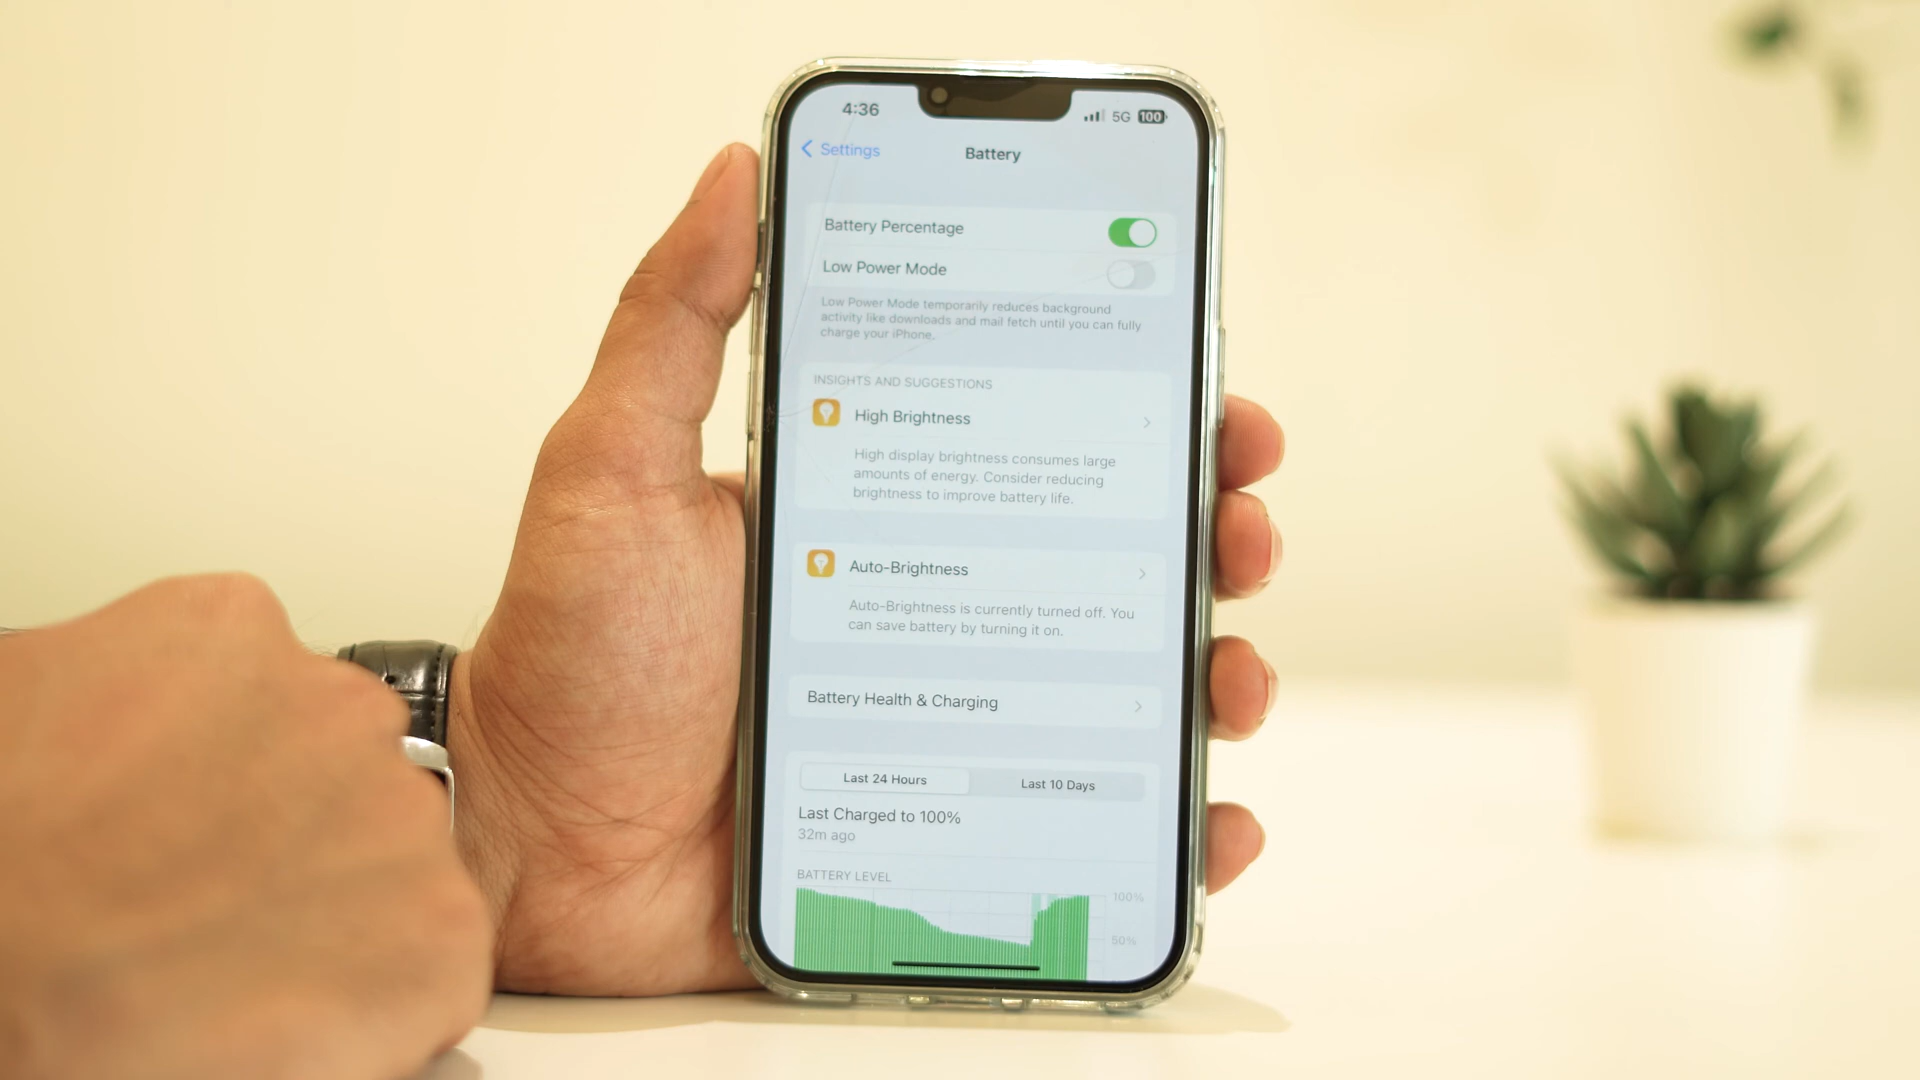 4:36
5G 100
Settings
Battery
Battery Percentage
Low Power Mode
Low Power Mode temporarily reduces background
activity like downloads and mail fetch until you can fully
charge your iPhone.
INSIGHTS AND SUGGESTIONS
High Brightness
High display brightness consumes large
amounts of energy. Consider reducing
brightness to improve battery life.
Auto-Brightness
Auto-Brightness is currently turned off. You
can save battery by turning it on.
Battery Health & Charging
Last 24 Hours
Last 10 Days
Last Charged to 100%
32m ago
BATTERY LEVEL
100%
50%